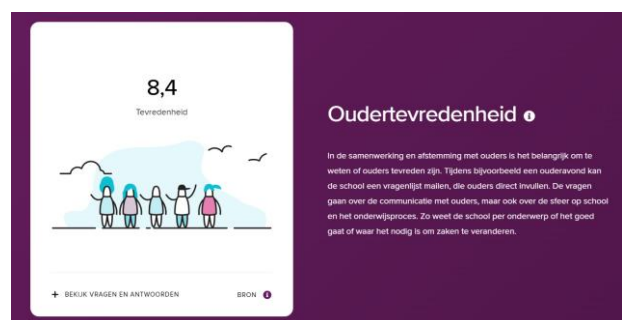 8,4
Tevredenheid
+ BEKIJK VRAGEN EN ANTWOORDEN
BRON i
Oudertevredenheid i
In de samenwerking en afstemming met ouders is het belangrijk om te
weten of ouders tevreden zijn. Tijdens bijvoorbeeld een ouderavond kan
de school een vragenlijst mailen, die ouders direct invullen. De vragen
gaan over de communicatie met ouders, maar ook over de sfeer op school
en het onderwijsproces. Zo weet de school per onderwerp of het goed
gaat of waar het nodig is om zaken te veranderen.